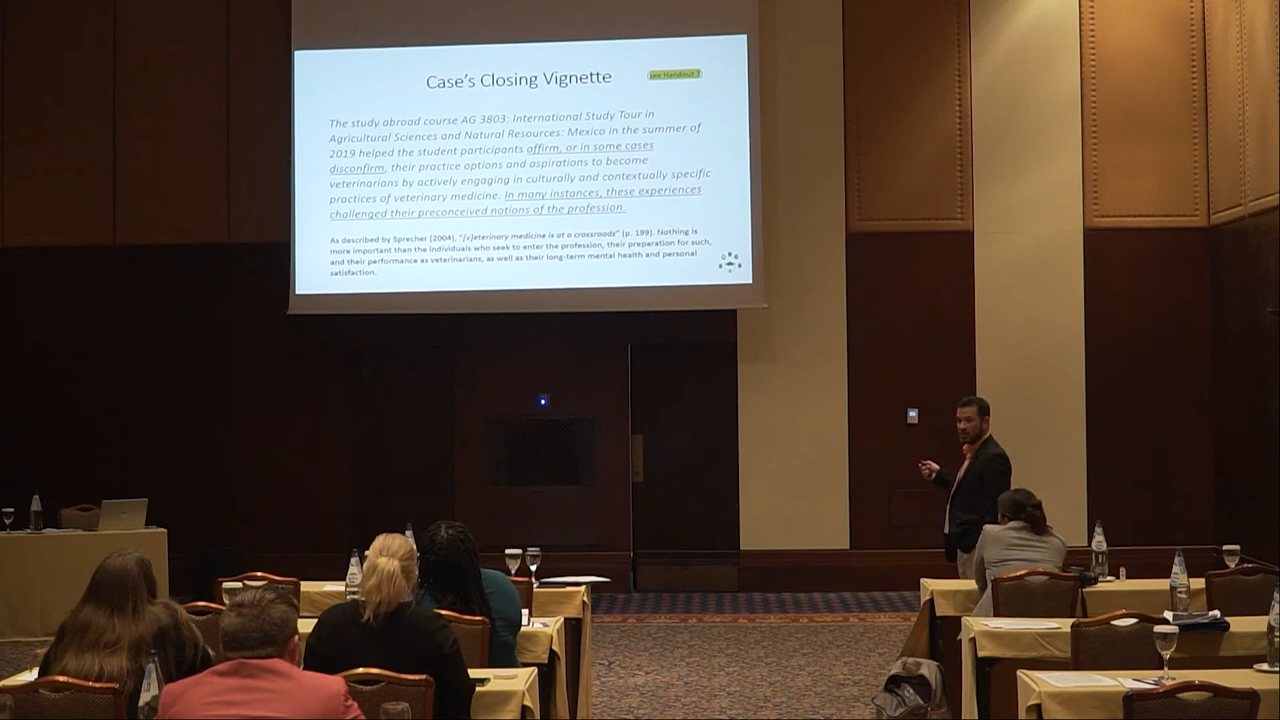 Case's Closing Vignette
see Handout 7
The study abroad course AG 3803: International Study Tour in
Agricultural Sciences and Natural Resources: Mexico in the summer of
2019 helped the student participants affirm, or in some cases
disconfirm, their practice options and aspirations to become
veterinarians by actively engaging in culturally and contextually specific
practices of veterinary medicine. In many instances, these experiences
challenged their preconceived notions of the profession.
As described by Sprecher (2004), "[v]eterinary medicine is at a crossroads" (p. 199). Nothing is
more important than the individuals who seek to enter the profession, their preparation for such,
and their performance as veterinarians, as well as their long-term mental health and personal
satisfaction.